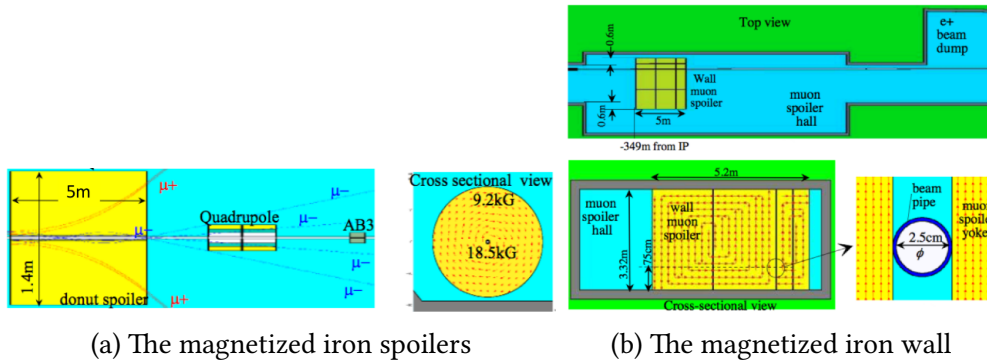 5m
μ+
μ−
Quadrupole
μ−
μ−
AB3
μ−
1.4m
donut spoiler
μ+
Cross sectional view
9.2kG
18.5kG
(a) The magnetized iron spoilers
Top view
e+
beam
dump
~0.6m
Wall
muon
spoiler
muon
spoiler
hall
0.6m
5m
-349m from IP
5.2m
muon
spoiler
hall
wall
muon
spoiler
3.32m
75cm
Cross-sectional view
beam
pipe
muon
spoile
yoke
2.5cm
ϕ
(b) The magnetized iron wall